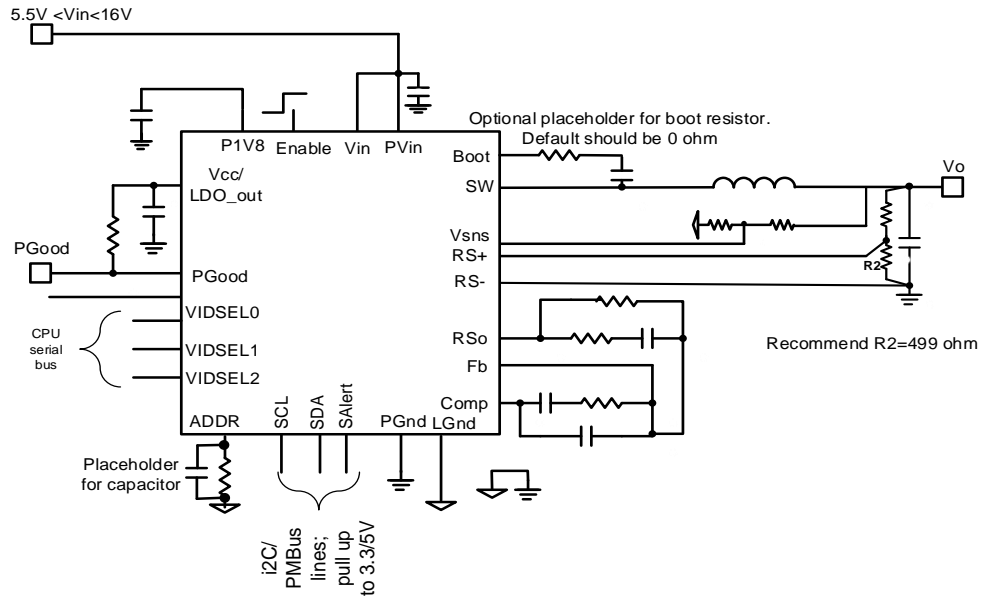 5.5V <Vin<16V
Optional placeholder for boot resistor.
Default should be 0 ohm
P1V8
Enable
Vin
PVin
Boot
SW
Vo
Vcc/
LDO_out
Vsns
RS+
RS-
R2
PGood
PGood
VIDSEL0
VIDSEL1
VIDSEL2
CPU
serial
bus
RSo
Fb
Comp
Recommend R2=499 ohm
ADDR
SCL
SDA
SAlert
PGnd
LGnd
Placeholder
for capacitor
i2C/
PMBus
lines;
pull up
to 3.3/5V